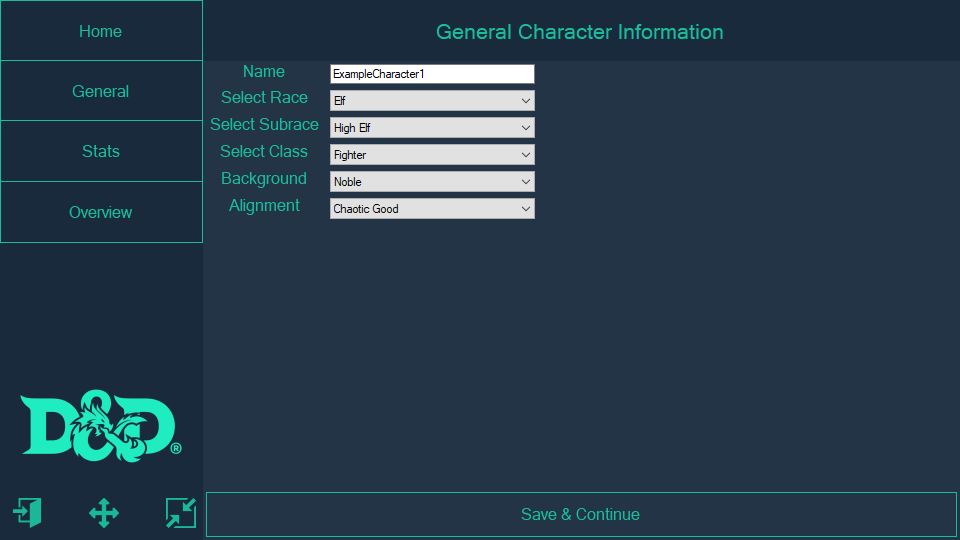 Home
General Character Information
General
Stats
Overview
Name ExampleCharacter1
Select Race Elf
Select Subrace High Elf
Select Class Fighter
Background Noble
Alignment Chaotic Good
D&D®
Save & Continue